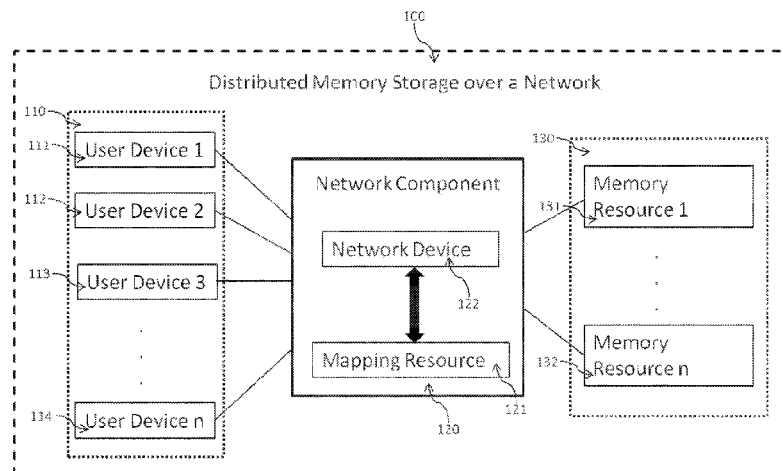 100
Distributed Memory Storage over a Network
110
User Device 1
111
112
User Device 2
113
User Device 3
114
User Device n
Network Component
Network Device
122
Mapping Resource
121
120
130
Memory
Resource 1
131
Memory
Resource n
132